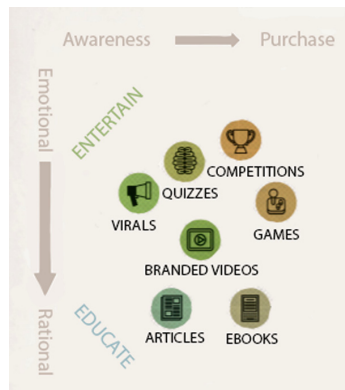 Awareness
Purchase
Emotional
Rational
ENTERTAIN
COMPETITIONS
QUIZZES
VIRALS
GAMES
BRANDED VIDEOS
EDUCATE
ARTICLES
EBOOKS